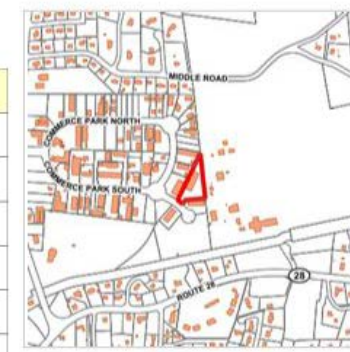 MIDDLE ROAD
COMMERCE PARK NORTH
COMMERCE PARK SOUTH
28
ROUTE 28